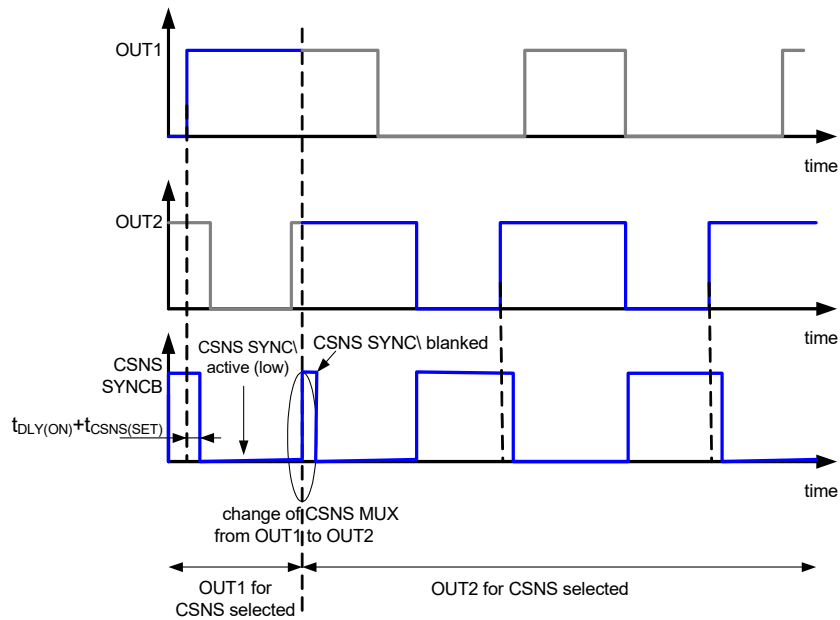 OUT1
time
OUT2
time
CSNS
SYNCB
CSNS SYNC\
active (low)
CSNS SYNC\ blanked
tDLY(ON)+tCSNS(SET)
time
change of CSNS MUX
from OUT1 to OUT2
OUT1 for
CSNS selected
OUT2 for CSNS selected